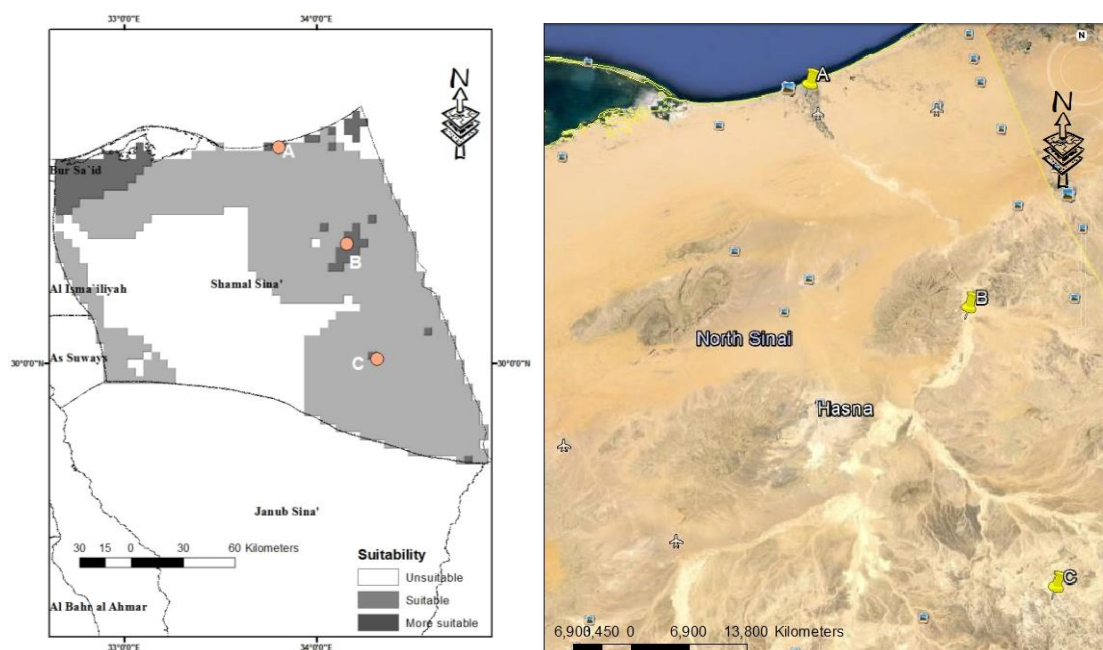 33°0'0"E 34°0'0"E
N
A
Bur Sa`id
B
Al Isma`iliyah
Shamal Sina'
30°0'0"N 30°0'0"N
As Suways
C
Janub Sina'
30 15 0 30 60 Kilometers
Suitability
Unsuitable
Suitable
More suitable
Al Bahr al Ahmar
33°0'0"E 34°0'0"E
N
A
N
B
North Sinai
Hasna
C
6,9003,450 0 6,900 13,800 Kilometers